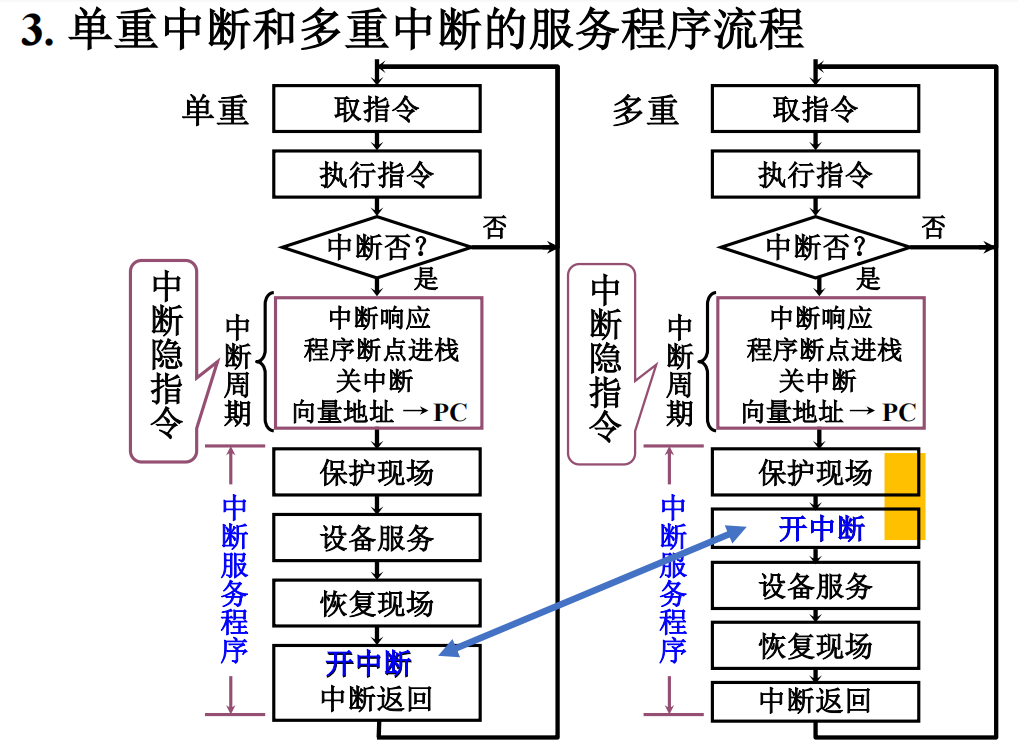 3. 单重中断和多重中断的服务程序流程
单重
取指令
执行指令
中断否？
否
是
中断隐指令
中断周期
中断响应
程序断点进栈
关中断
向量地址 → PC
中断服务程序
保护现场
设备服务
恢复现场
开中断
中断返回
多重
取指令
执行指令
中断否？
否
是
中断隐指令
中断周期
中断响应
程序断点进栈
关中断
向量地址 → PC
中断服务程序
保护现场
开中断
设备服务
恢复现场
中断返回